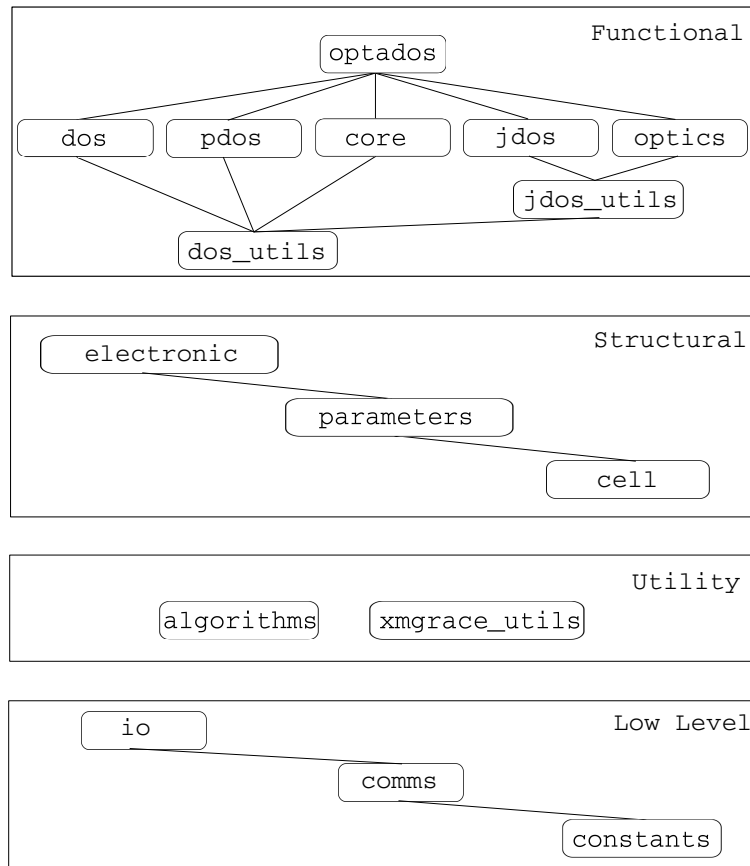 Functional
optados
dos
pdos
core
jdos
optics
jdos_utils
dos_utils
Structural
electronic
parameters
cell
Utility
algorithms
xmgrace_utils
Low Level
io
comms
constants